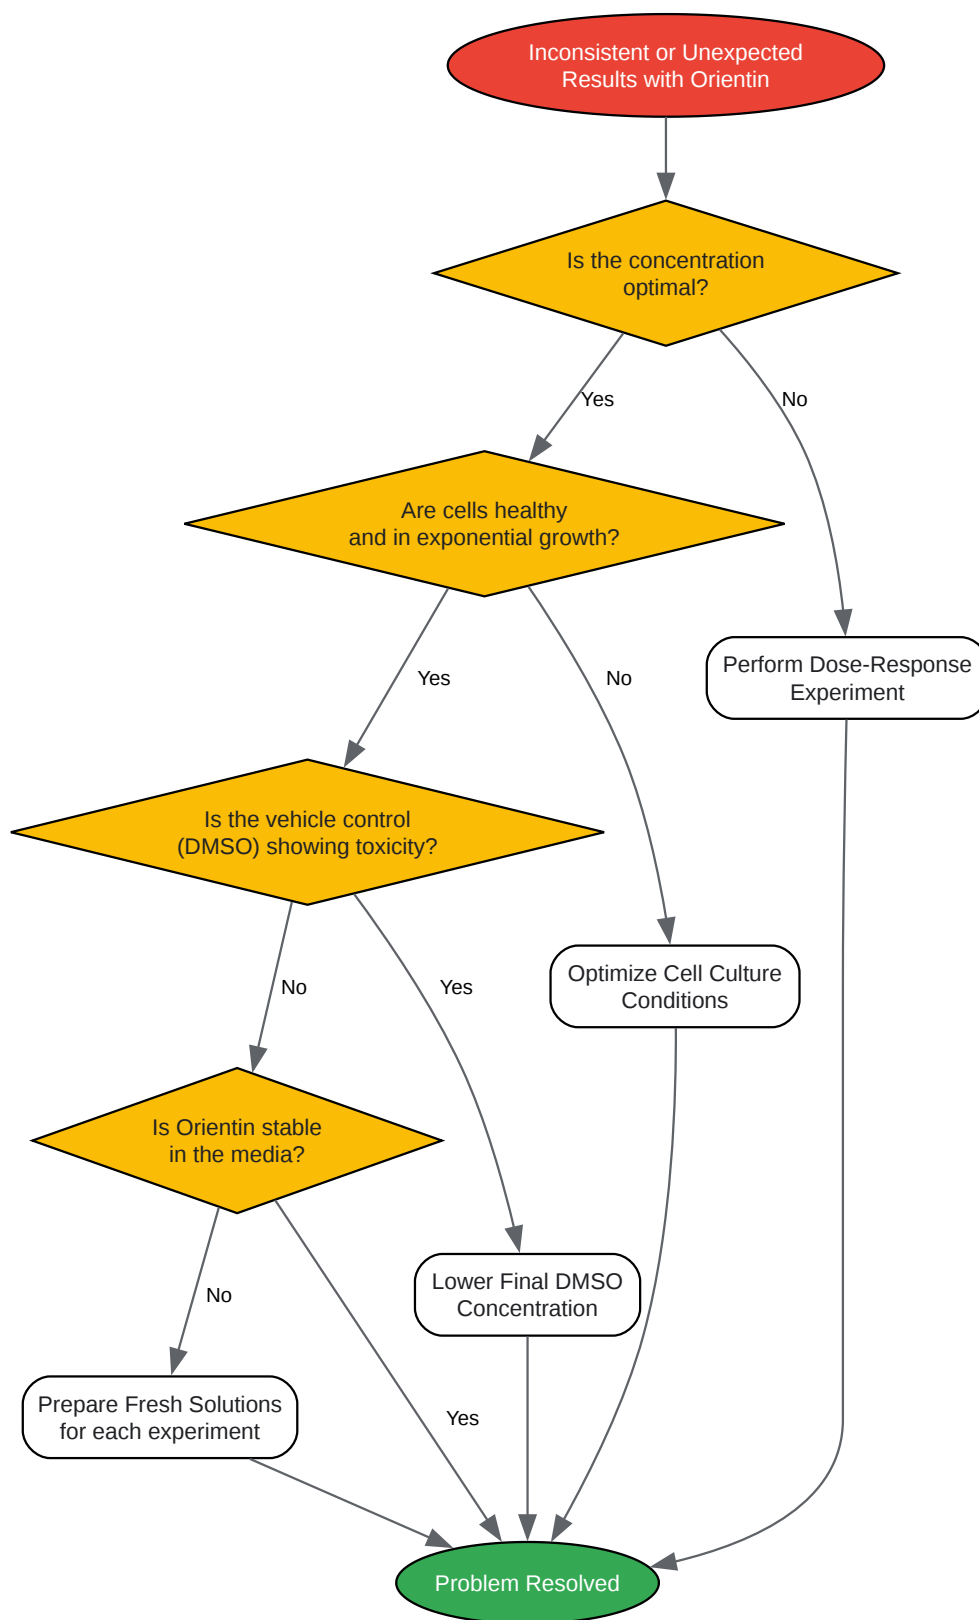 Inconsistent or Unexpected
Results with Orientin
Is the concentration
optimal?
Yes
No
Are cells healthy
and in exponential growth?
Yes
No
Perform Dose-Response
Experiment
Is the vehicle control
(DMSO) showing toxicity?
No
Yes
Optimize Cell Culture
Conditions
Is Orientin stable
in the media?
No
Yes
Lower Final DMSO
Concentration
Prepare Fresh Solutions
for each experiment
Problem Resolved